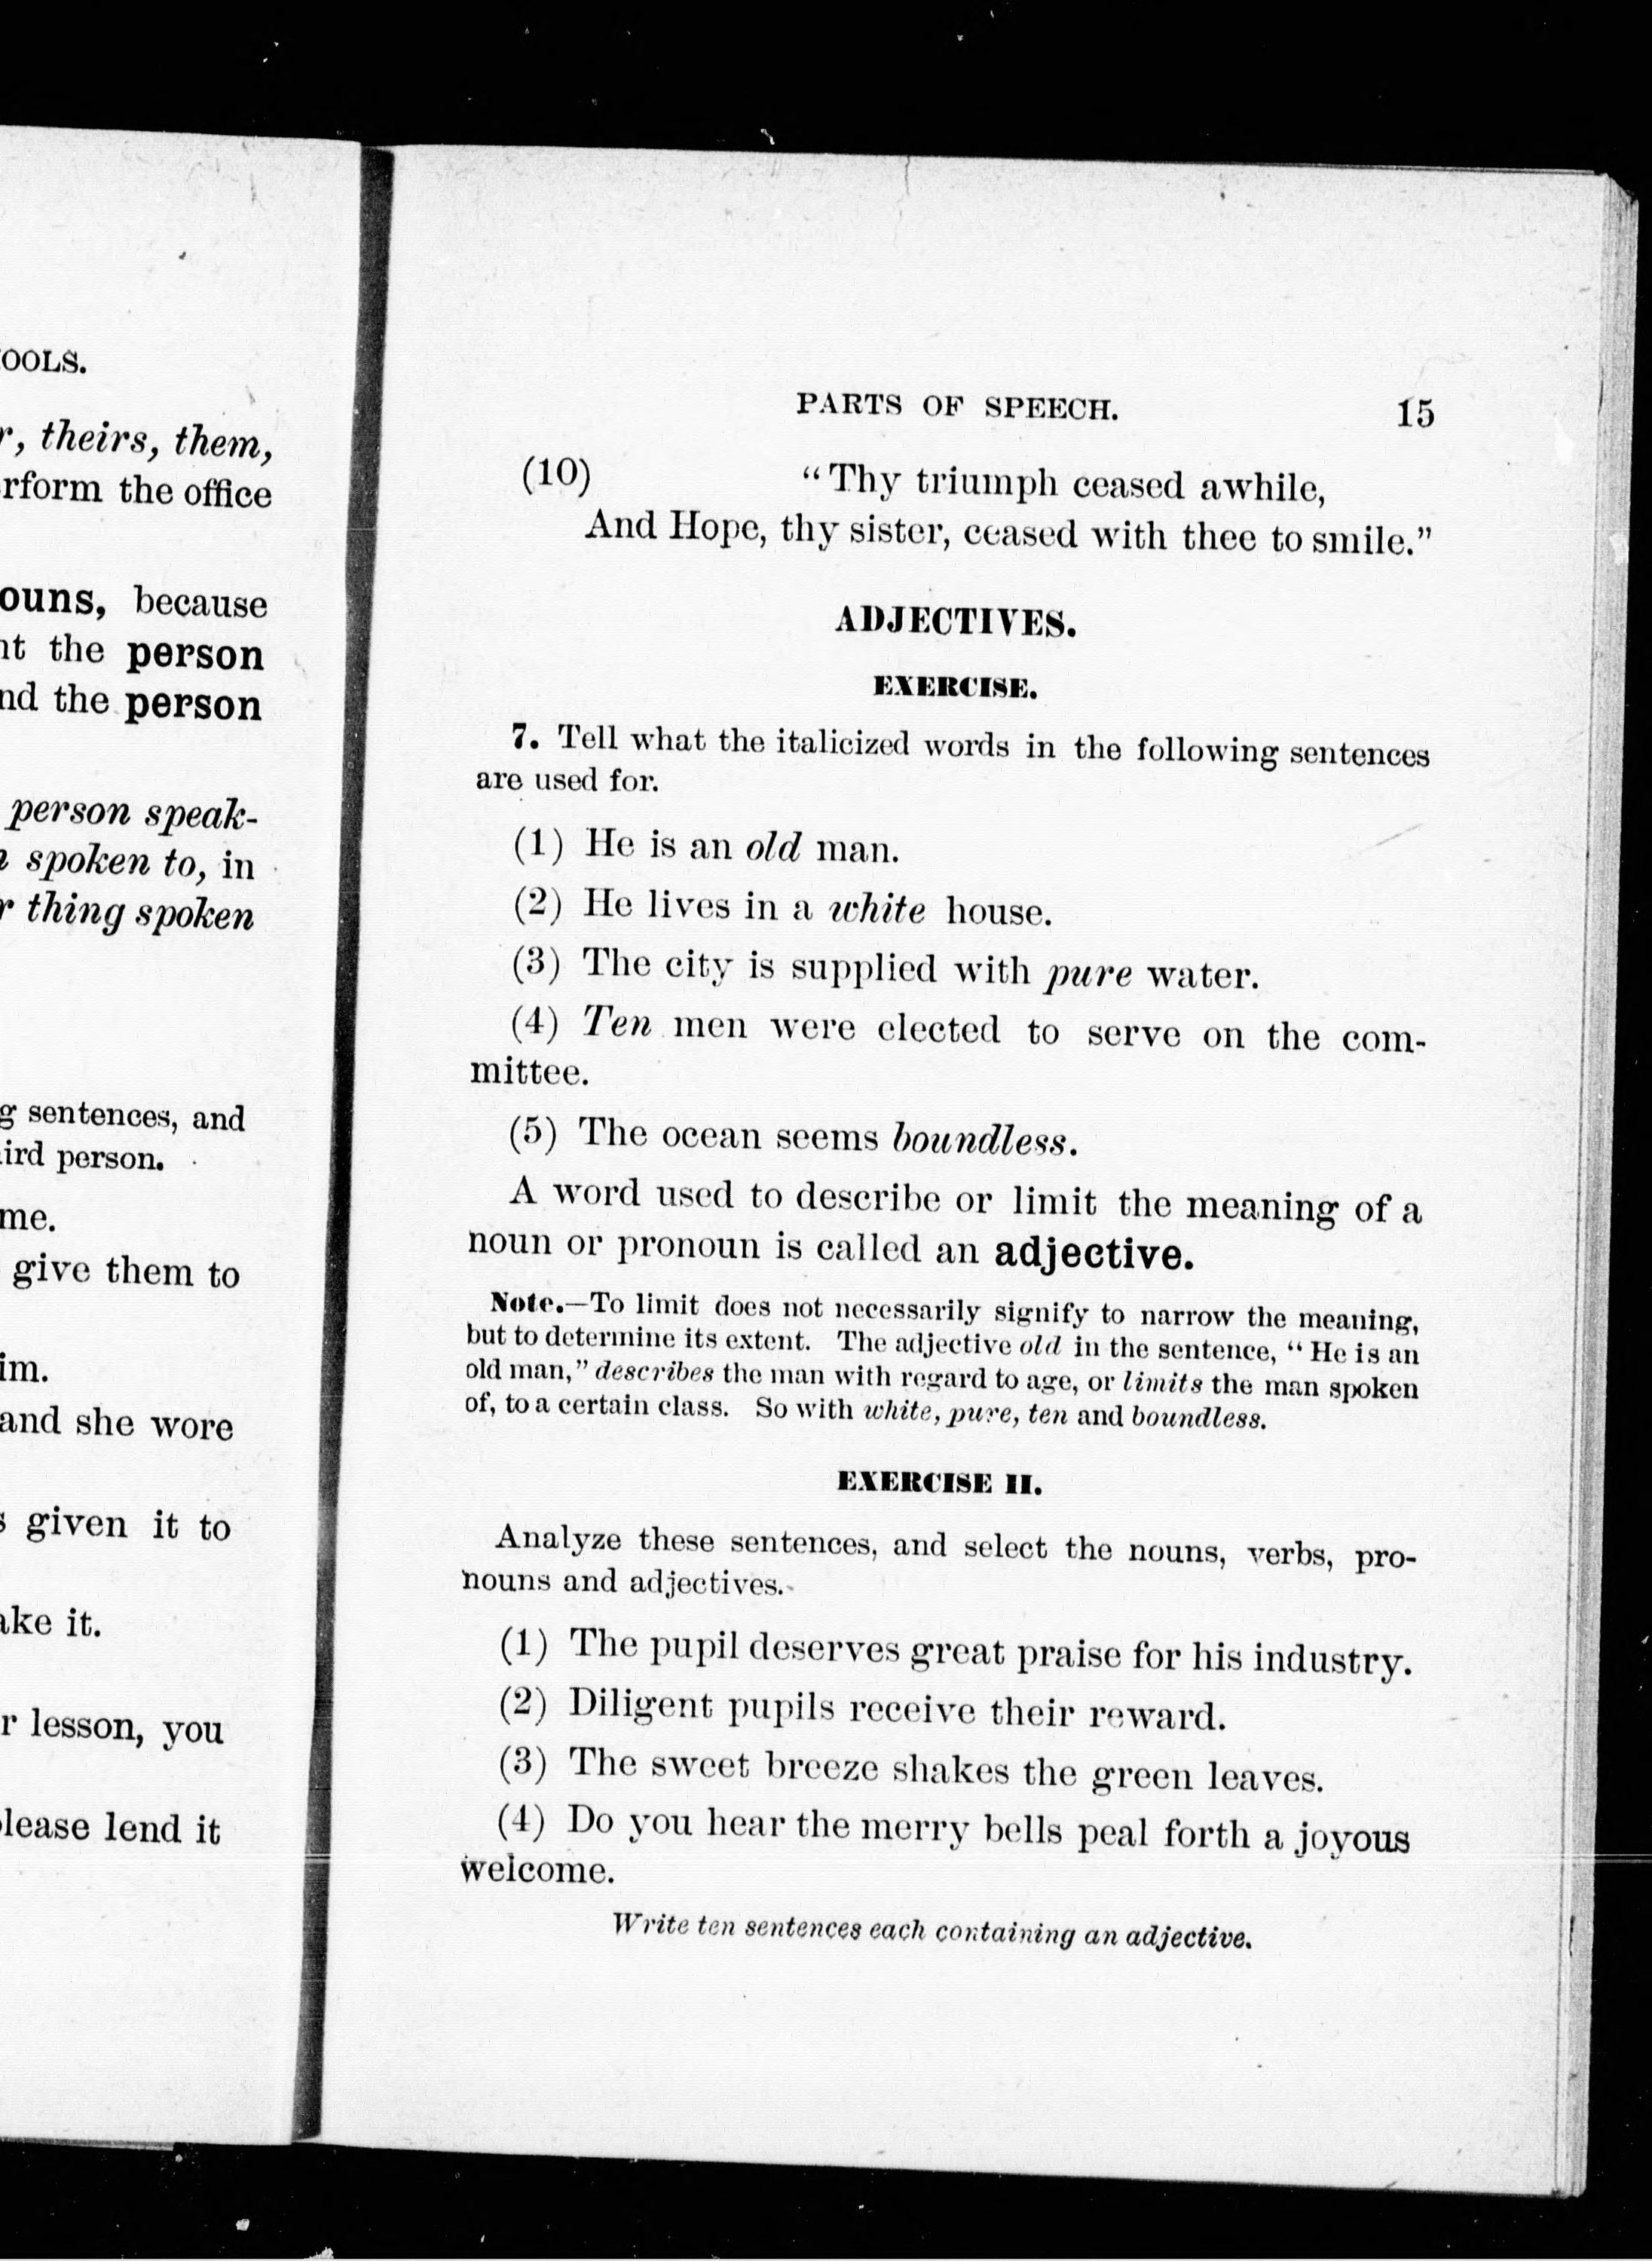 OOLS.
theirs, them,
the office
because
the person
the person
person speak-
spoken to, in
thing spoken
sentences, and
person.
me.
give them to
and she wore
given it to
it.
lesson, you
lend it
PARTS OF SPEECH. 15
(10) "Thy triumph ceased awhile,
And Hope, thy sister, ceased with thee to smile."
ADJECTIVES.
EXERCISE.
7. Tell what the italicized words in the following sentences
are used for.
(1) He is an old man.
(2) He lives in a white house.
(3) The city is supplied with pure water.
(4) Ten men were elected to serve on the com-
mittee.
(5) The ocean seems boundless.
A word used to describe or limit the meaning of a
noun or pronoun is called an adjective.
Note.—To limit does not necessarily signify to narrow the meaning,
but to determine its extent. The adjective old in the sentence, "He is an
old man," describes the man with regard to age, or limits the man spoken
of, to a certain class. So with white, pure, ten and boundless.
EXERCISE II.
Analyze these sentences, and select the nouns, verbs, pro-
nouns and adjectives.
(1) The pupil deserves great praise for his industry.
(2) Diligent pupils receive their reward.
(3) The sweet breeze shakes the green leaves.
(4) Do you hear the merry bells peal forth a joyous
welcome.
Write ten sentences each containing an adjective.